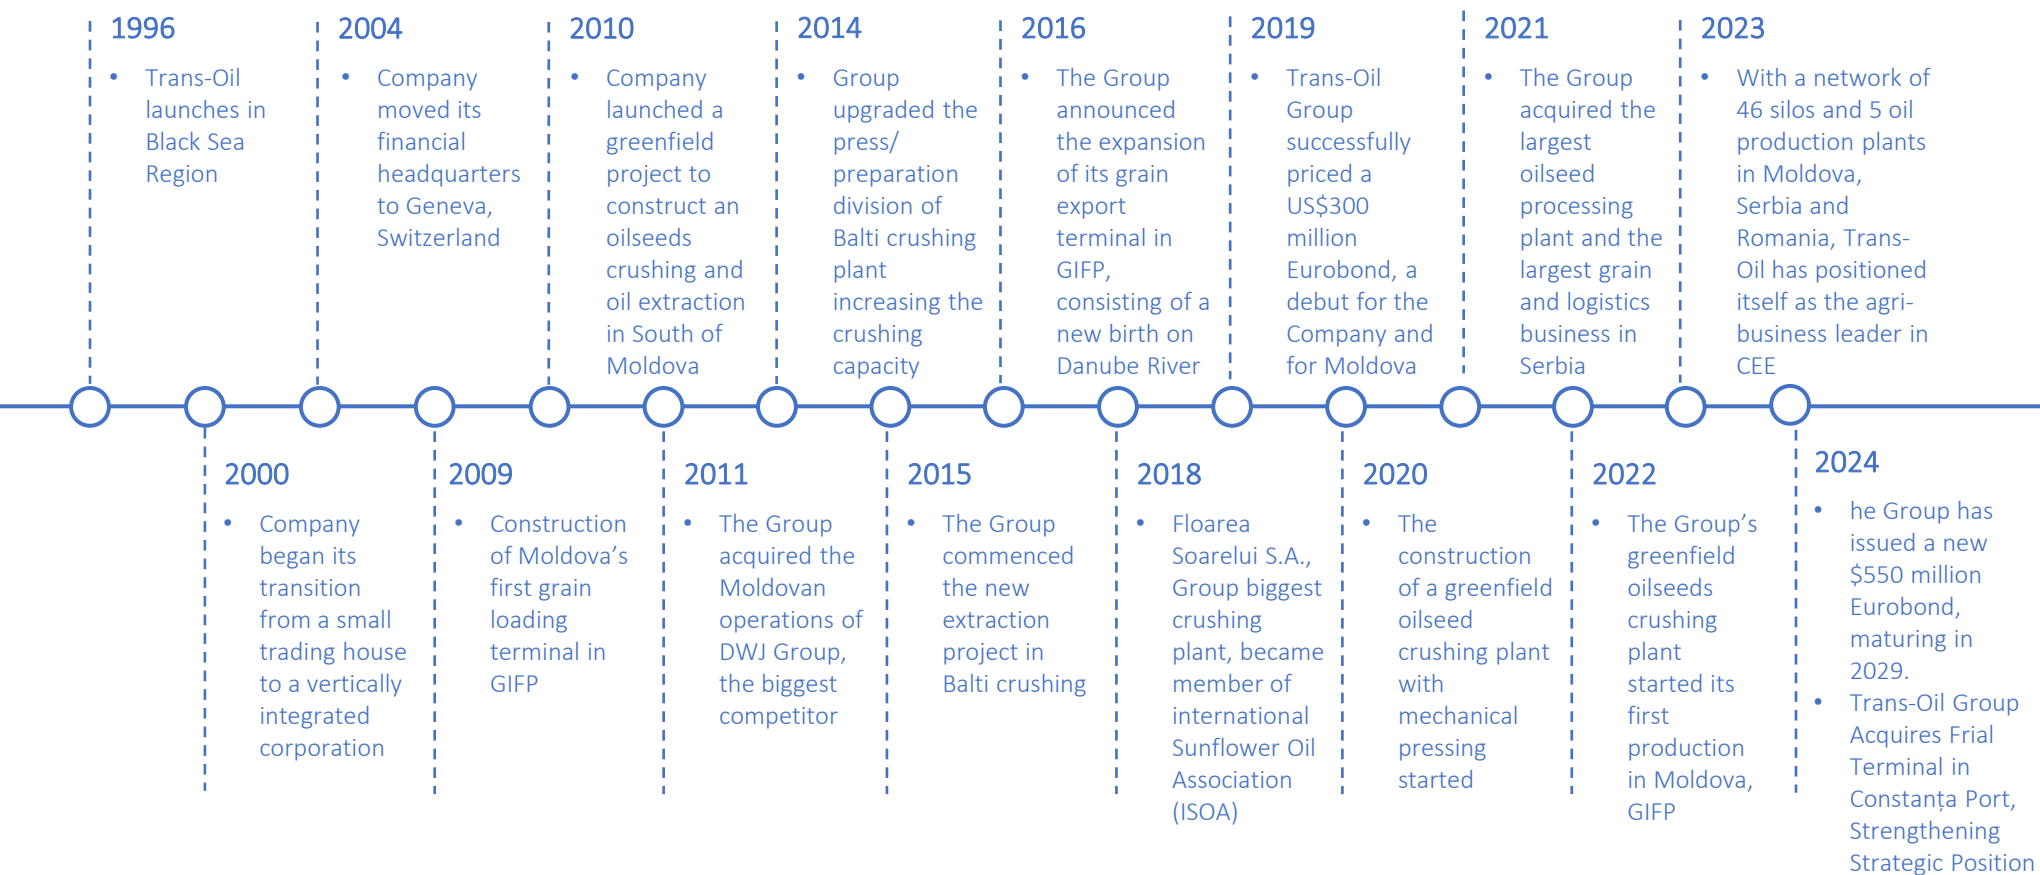 1996
• Trans-Oil
launches in
Black Sea
Region
2000
• Company
began its
transition
from a small
trading house
to a vertically
integrated
corporation
2004
• Company
moved its
financial
headquarters
to Geneva,
Switzerland
2009
• Construction
of Moldova’s
first grain
loading
terminal in
GIFP
2010
• Company
launched a
greenfield
project to
construct an
oilseeds
crushing and
oil extraction
in South of
Moldova
2011
• The Group
acquired the
Moldovan
operations of
DWJ Group,
the biggest
competitor
2014
• Group
upgraded the
press/
preparation
division of
Balti crushing
plant
increasing the
crushing
capacity
2015
• The Group
commenced
the new
extraction
project in
Balti crushing
2016
• The Group
announced
the expansion
of its grain
export
terminal in
GIFP,
consisting of a
new birth on
Danube River
2018
• Floarea
Soarelui S.A.,
Group biggest
crushing
plant, became
member of
international
Sunflower Oil
Association
(ISOA)
2019
• Trans-Oil
Group
successfully
priced a
US$300
million
Eurobond, a
debut for the
Company and
for Moldova
2020
• The
construction
of a greenfield
oilseed
crushing plant
with
mechanical
pressing
started
2021
• The Group
acquired the
largest
oilseed
processing
plant and the
largest grain
and logistics
business in
Serbia
2022
• The Group’s
greenfield
oilseeds
crushing
plant
started its
first
production
in Moldova,
GIFP
2023
• With a network of
46 silos and 5 oil
production plants
in Moldova,
Serbia and
Romania, Trans-
Oil has positioned
itself as the agri-
business leader in
CEE
2024
• he Group has
issued a new
$550 million
Eurobond,
maturing in
2029.
• Trans-Oil Group
Acquires Frial
Terminal in
Constanța Port,
Strengthening
Strategic Position